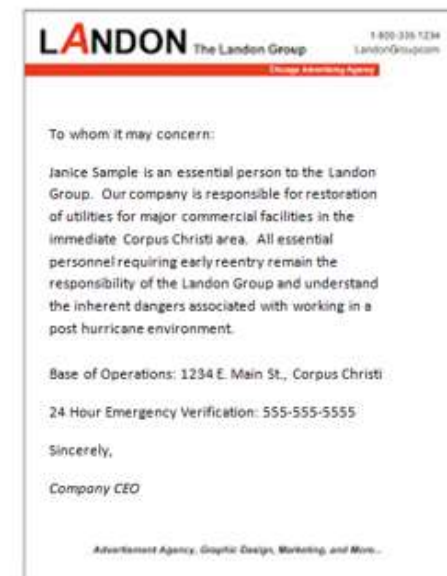 LANDON The Landon Group
1-800-336-1234
LandonGroup.com
Chicago Advertising Agency
To whom it may concern:
Janice Sample is an essential person to the Landon
Group. Our company is responsible for restoration
of utilities for major commercial facilities in the
immediate Corpus Christi area. All essential
personnel requiring early reentry remain the
responsibility of the Landon Group and understand
the inherent dangers associated with working in a
post hurricane environment.
Base of Operations: 1234 E. Main St., Corpus Christi
24 Hour Emergency Verification: 555-555-5555
Sincerely,
Company CEO
Advertisment Agency, Graphic Design, Marketing, and More...